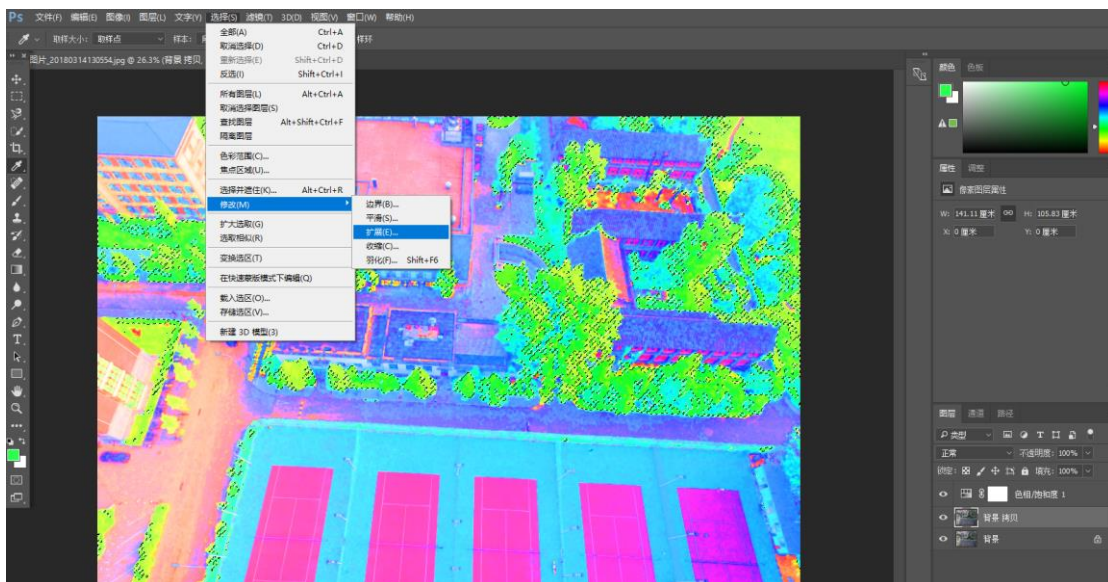 Ps 文件(F) 编辑(E) 图像(I) 图层(L) 文字(Y) 选择(S) 滤镜(T) 3D(D) 视图(V) 窗口(W) 帮助(H)
取样大小: 取样点 样本: 样环
图片_20180314130554.jpg @ 26.3% (背景 拷贝,
全部(A) Ctrl+A
取消选择(D) Ctrl+D
重新选择(E) Shift+Ctrl+D
反选(I) Shift+Ctrl+I
所有图层(L) Alt+Ctrl+A
取消选择图层(S)
查找图层 Alt+Shift+Ctrl+F
隔离图层
色彩范围(C)...
焦点区域(U)...
选择并遮住(K)... Alt+Ctrl+R
修改(M)
扩大选取(G)
选取相似(R)
变换选区(T)
在快速蒙版模式下编辑(Q)
载入选区(O)...
存储选区(V)...
新建 3D 模型(3)
边界(B)...
平滑(S)...
扩展(E)...
收缩(C)...
羽化(F)... Shift+F6
颜色 色板
属性 调整
像素图层属性
W: 141.11 厘米 H: 105.83 厘米
X: 0 厘米 Y: 0 厘米
图层 通道 路径
类型
正常 不透明度: 100%
锁定: 填充: 100%
色相/饱和度 1
背景 拷贝
背景